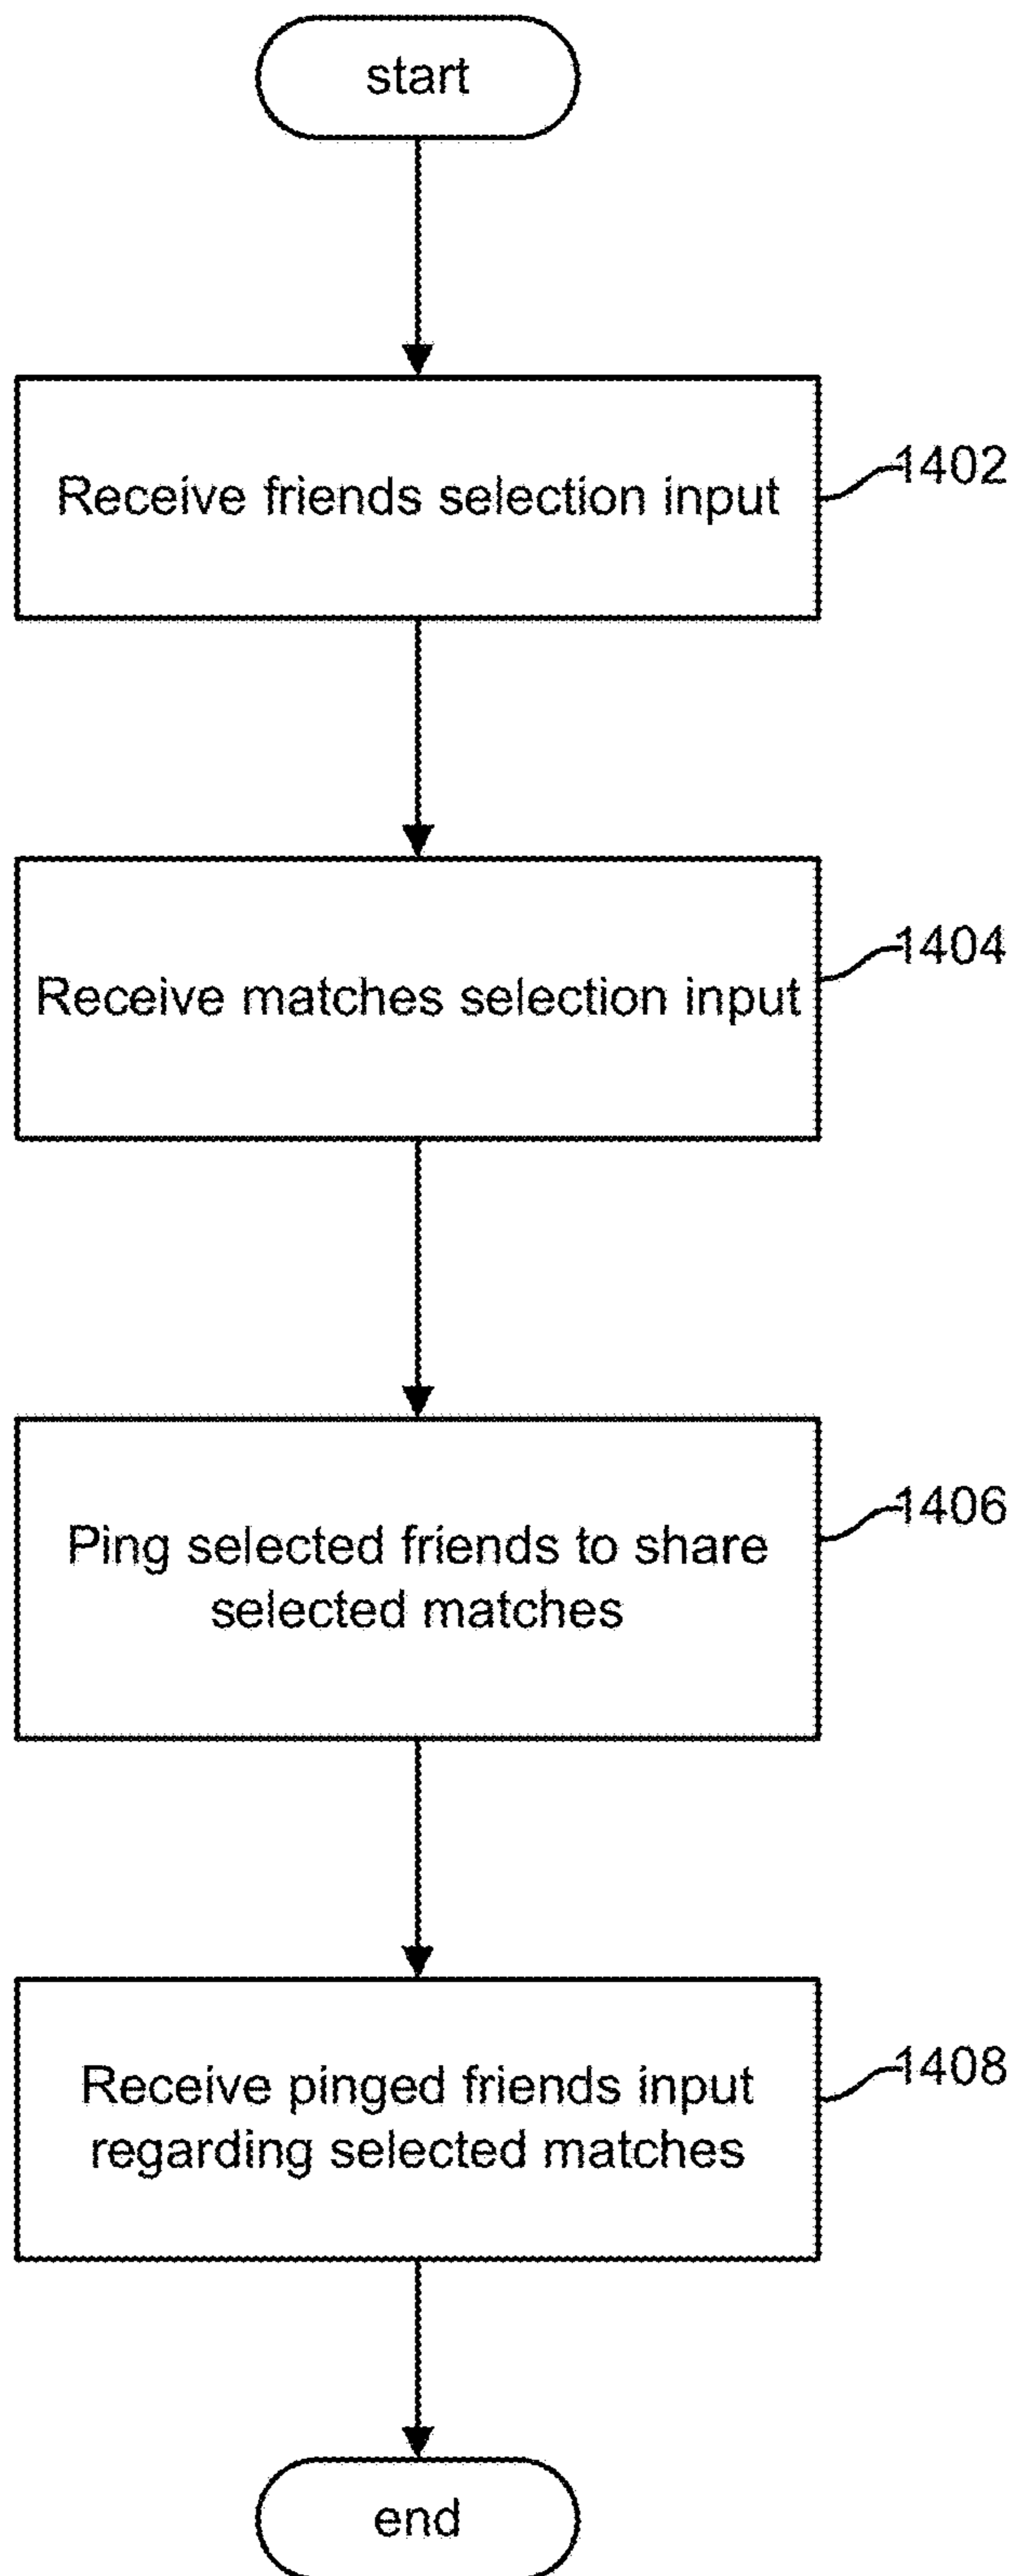 start
Receive friends selection input
1402
Receive matches selection input
1404
Ping selected friends to share
selected matches
1406
Receive pinged friends input
regarding selected matches
1408
end